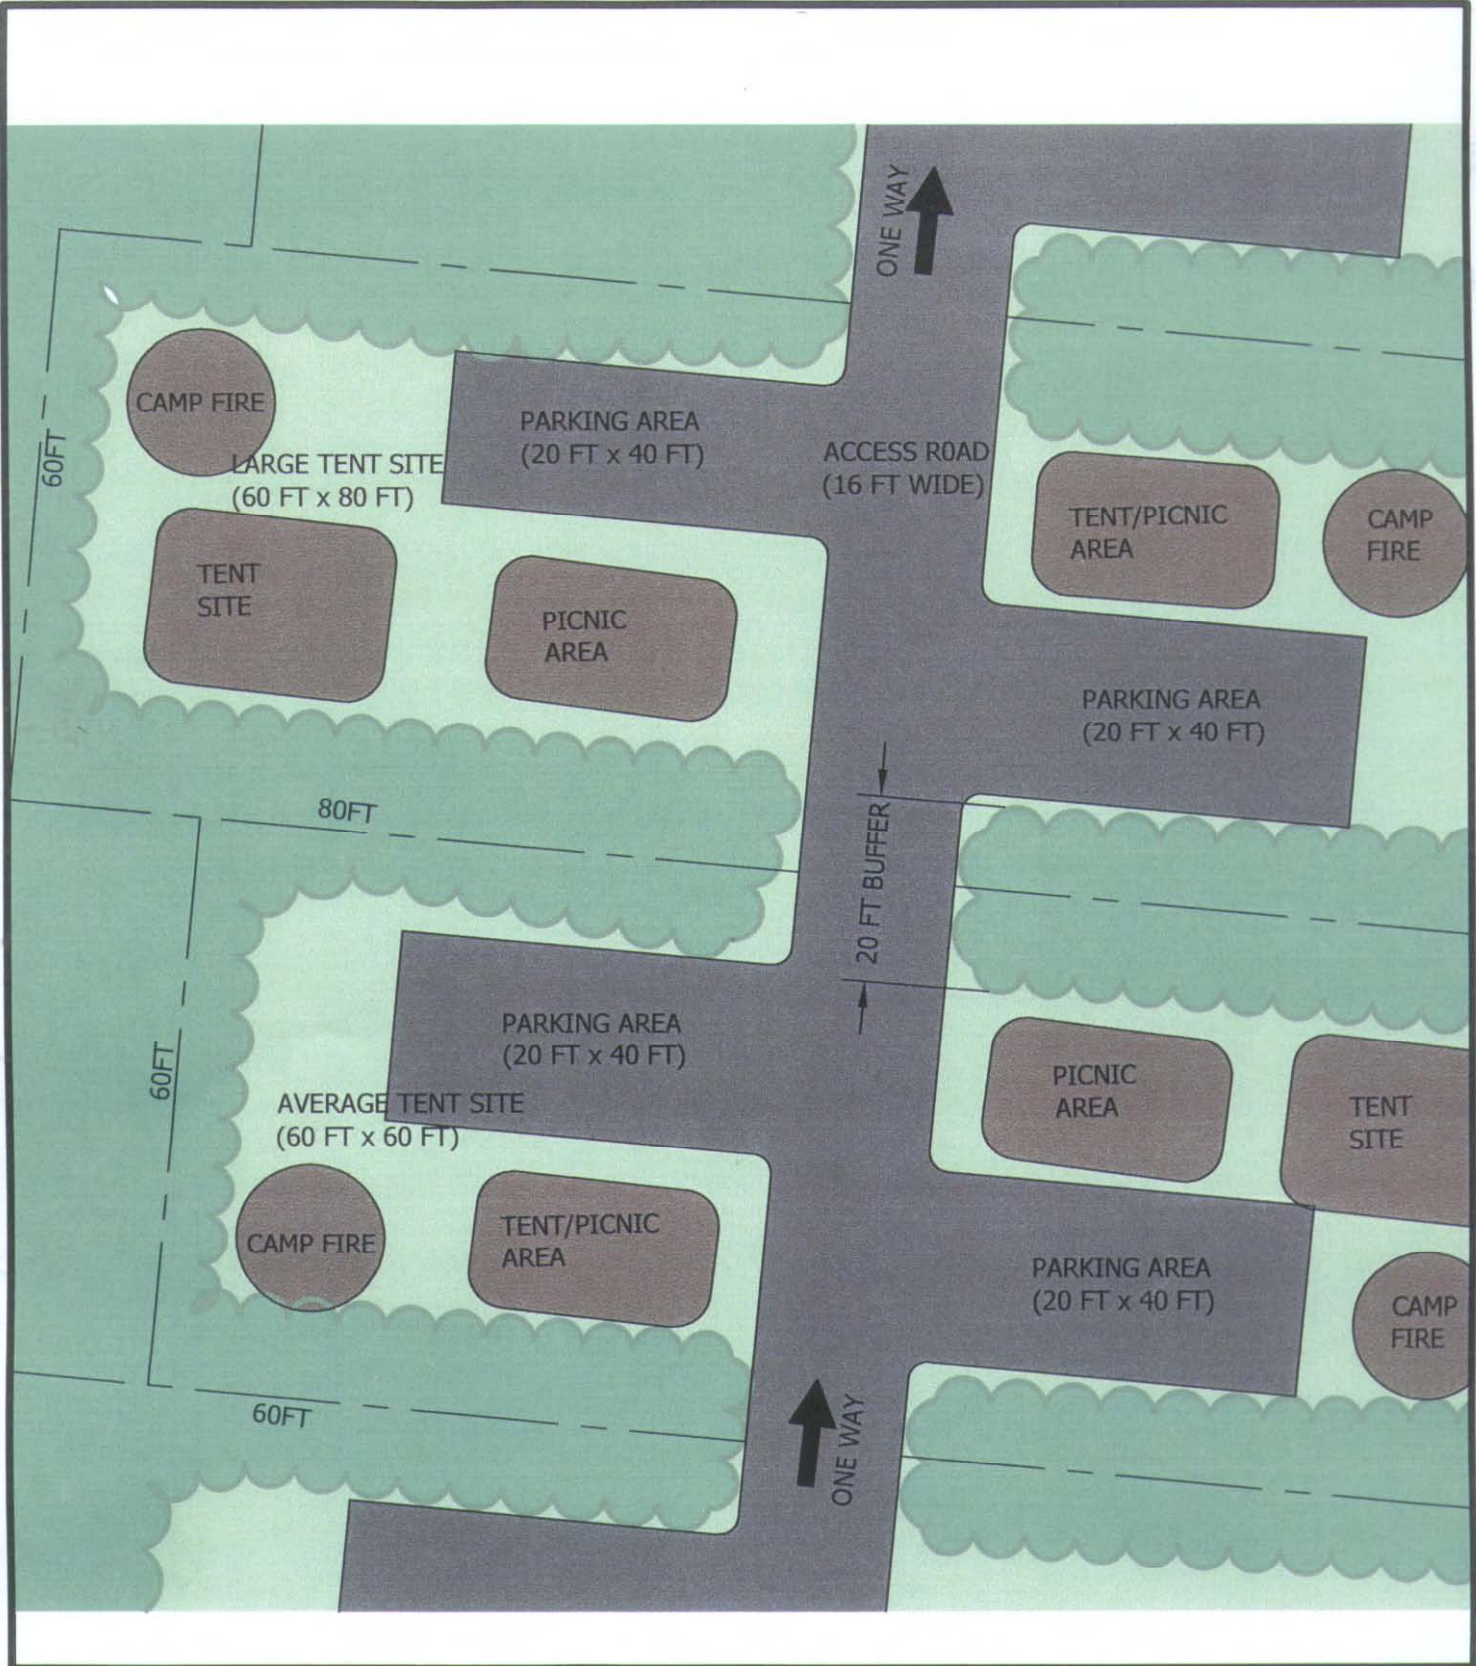 ONE WAY
CAMP FIRE
PARKING AREA
(20 FT x 40 FT)
60FT
LARGE TENT SITE
(60 FT x 80 FT)
ACCESS ROAD
(16 FT WIDE)
TENT/PICNIC
AREA
CAMP
FIRE
TENT
SITE
PICNIC
AREA
PARKING AREA
(20 FT x 40 FT)
80FT
20 FT BUFFER
PARKING AREA
(20 FT x 40 FT)
60FT
AVERAGE TENT SITE
(60 FT x 60 FT)
PICNIC
AREA
TENT
SITE
CAMP FIRE
TENT/PICNIC
AREA
PARKING AREA
(20 FT x 40 FT)
CAMP
FIRE
60FT
ONE WAY